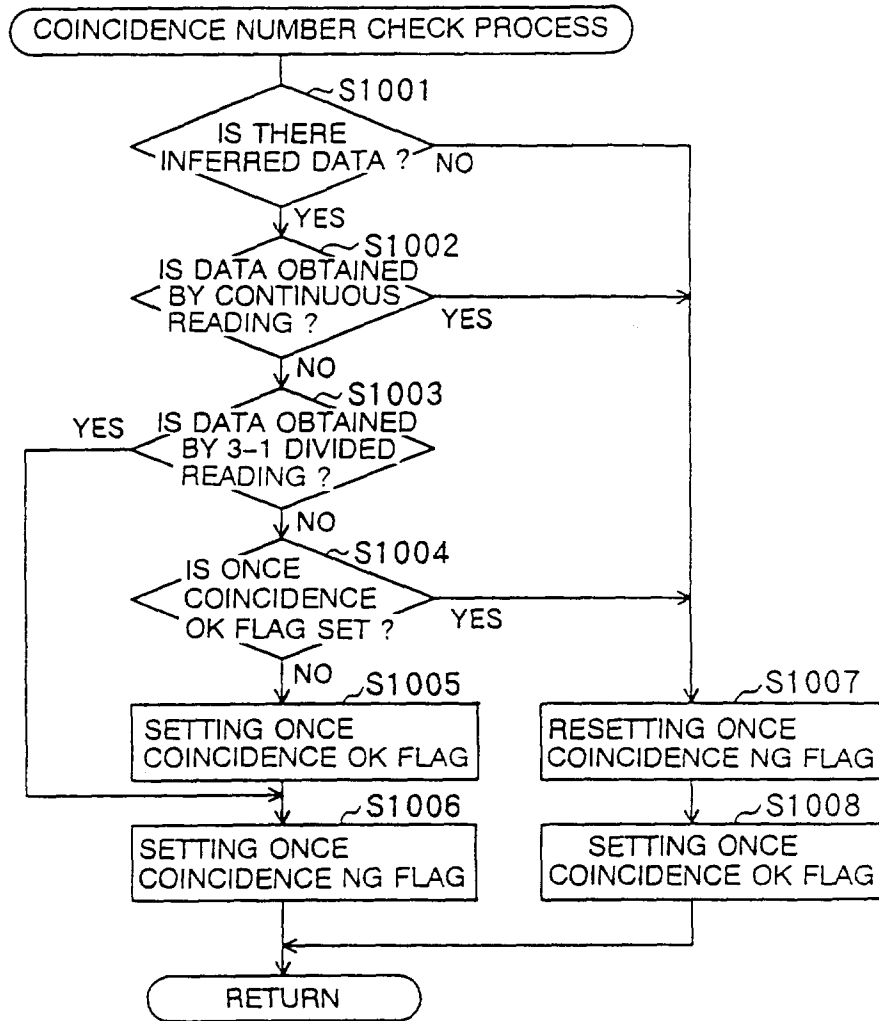 COINCIDENCE NUMBER CHECK PROCESS
S1001
IS THERE
INFERRED DATA ?
NO
YES
S1002
IS DATA OBTAINED
BY CONTINUOUS
READING ?
YES
NO
S1003
YES
IS DATA OBTAINED
BY 3-1 DIVIDED
READING ?
NO
S1004
IS ONCE
COINCIDENCE
OK FLAG SET ?
YES
NO
S1005
SETTING ONCE
COINCIDENCE OK FLAG
S1007
RESETTING ONCE
COINCIDENCE NG FLAG
S1006
SETTING ONCE
COINCIDENCE NG FLAG
S1008
SETTING ONCE
COINCIDENCE OK FLAG
RETURN